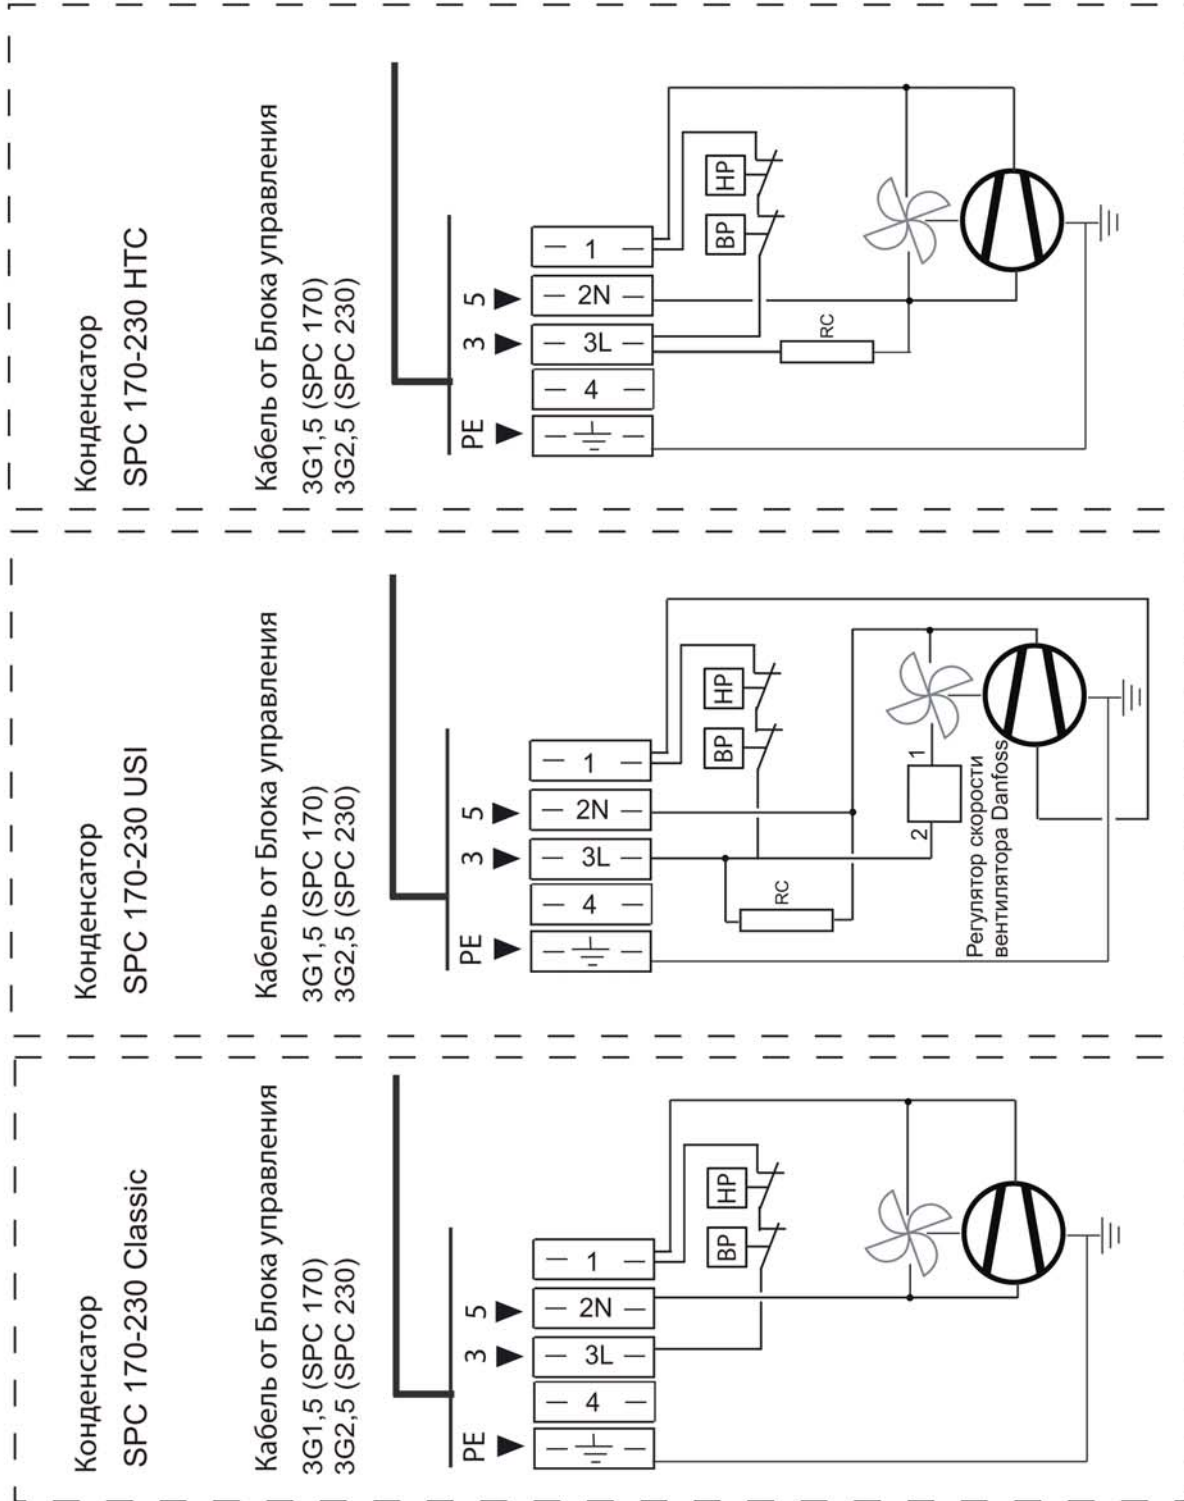 Конденсатор
SPC 170-230 Classic
Кабель от Блока управления
3G1,5 (SPC 170)
3G2,5 (SPC 230)
PE 3 5
4 3L 2N 1
BP HP
Конденсатор
SPC 170-230 USI
Кабель от Блока управления
3G1,5 (SPC 170)
3G2,5 (SPC 230)
PE 3 5
4 3L 2N 1
BP HP
RC
2 1
Регулятор скорости
вентилятора Danfoss
Конденсатор
SPC 170-230 HTC
Кабель от Блока управления
3G1,5 (SPC 170)
3G2,5 (SPC 230)
PE 3 5
4 3L 2N 1
BP HP
RC